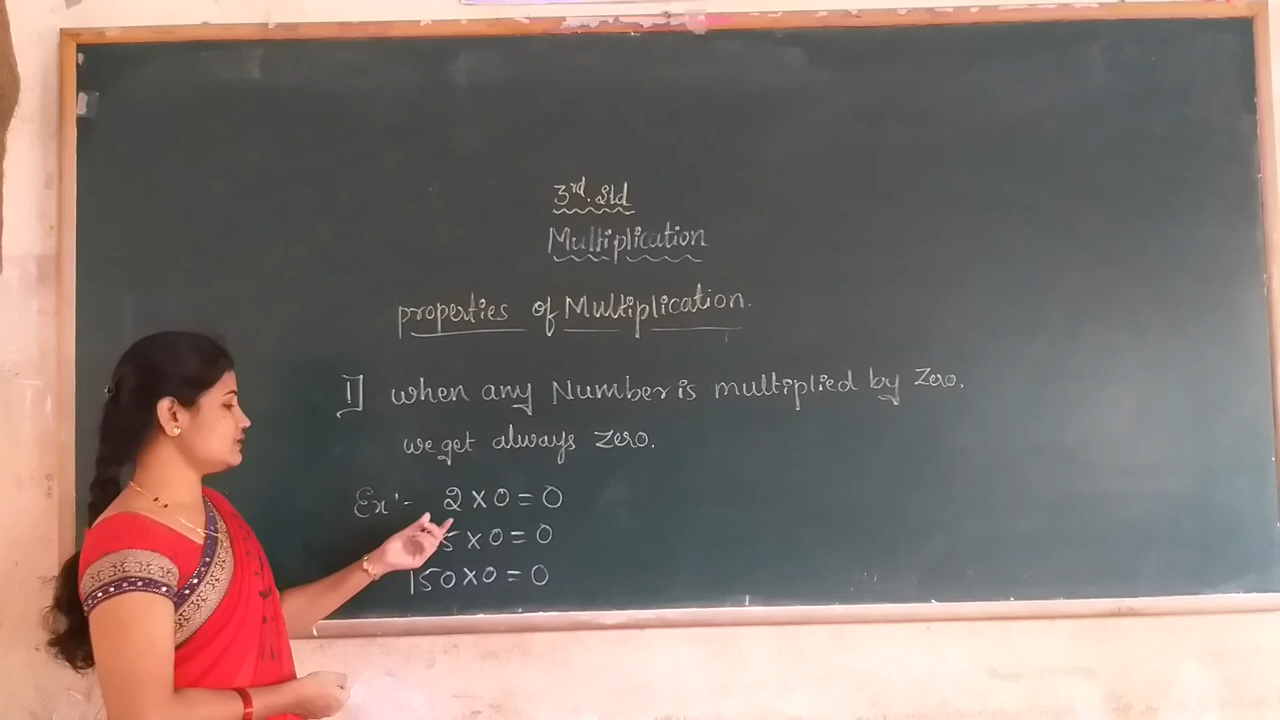 3rd. Std
Multiplication
properties of Multiplication.
1] when any Number is multiplied by Zero.
we get always Zero.
Ex:- 2 × 0 = 0
5 × 0 = 0
150 × 0 = 0